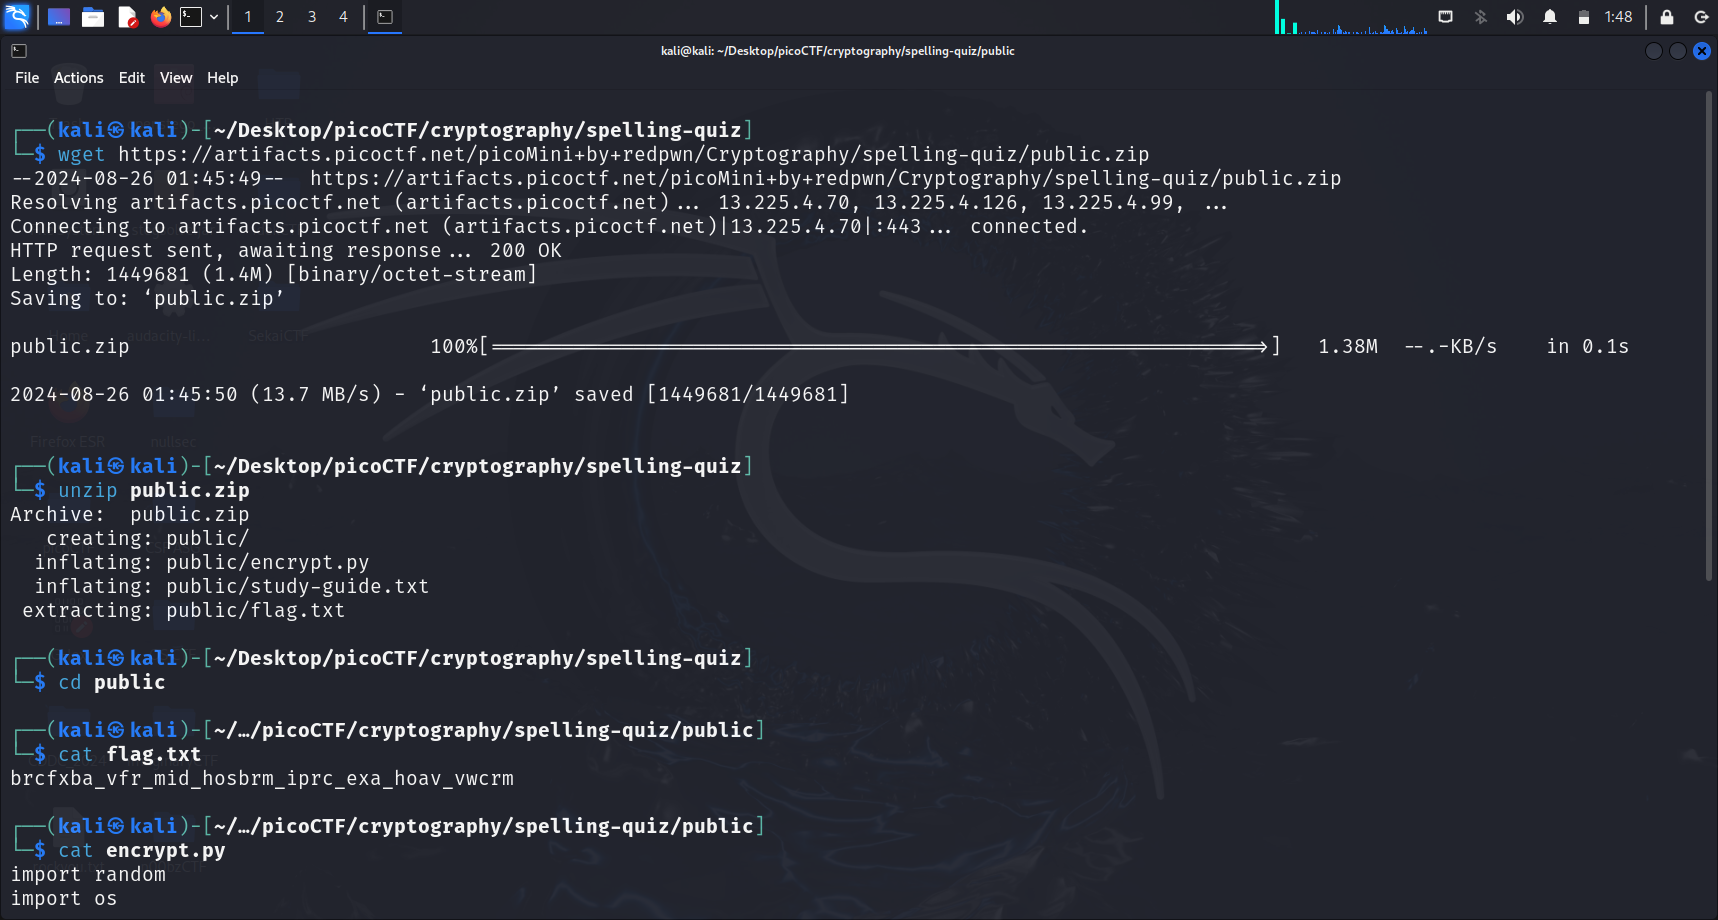 1 2 3 4 1:48
kali@kali: ~/Desktop/picoCTF/cryptography/spelling-quiz/public
File Actions Edit View Help
┌──(kali㉿kali)-[~/Desktop/picoCTF/cryptography/spelling-quiz]
└─$ wget https://artifacts.picoctf.net/picoMini+by+redpwn/Cryptography/spelling-quiz/public.zip
--2024-08-26 01:45:49--  https://artifacts.picoctf.net/picoMini+by+redpwn/Cryptography/spelling-quiz/public.zip
Resolving artifacts.picoctf.net (artifacts.picoctf.net)... 13.225.4.70, 13.225.4.126, 13.225.4.99, ...
Connecting to artifacts.picoctf.net (artifacts.picoctf.net)|13.225.4.70|:443... connected.
HTTP request sent, awaiting response... 200 OK
Length: 1449681 (1.4M) [binary/octet-stream]
Saving to: ‘public.zip’
Home audacity-li... SekaiCTF
public.zip 100%[=================================================================>] 1.38M --.-KB/s in 0.1s
2024-08-26 01:45:50 (13.7 MB/s) - ‘public.zip’ saved [1449681/1449681]
Firefox ESR nullsec
┌──(kali㉿kali)-[~/Desktop/picoCTF/cryptography/spelling-quiz]
└─$ unzip public.zip
Archive:  public.zip
   creating: public/
  inflating: public/encrypt.py
  inflating: public/study-guide.txt
 extracting: public/flag.txt
┌──(kali㉿kali)-[~/Desktop/picoCTF/cryptography/spelling-quiz]
└─$ cd public
┌──(kali㉿kali)-[~/…/picoCTF/cryptography/spelling-quiz/public]
└─$ cat flag.txt
brcfxba_vfr_mid_hosbrm_iprc_exa_hoav_vwcrm
┌──(kali㉿kali)-[~/…/picoCTF/cryptography/spelling-quiz/public]
└─$ cat encrypt.py
import random
import os